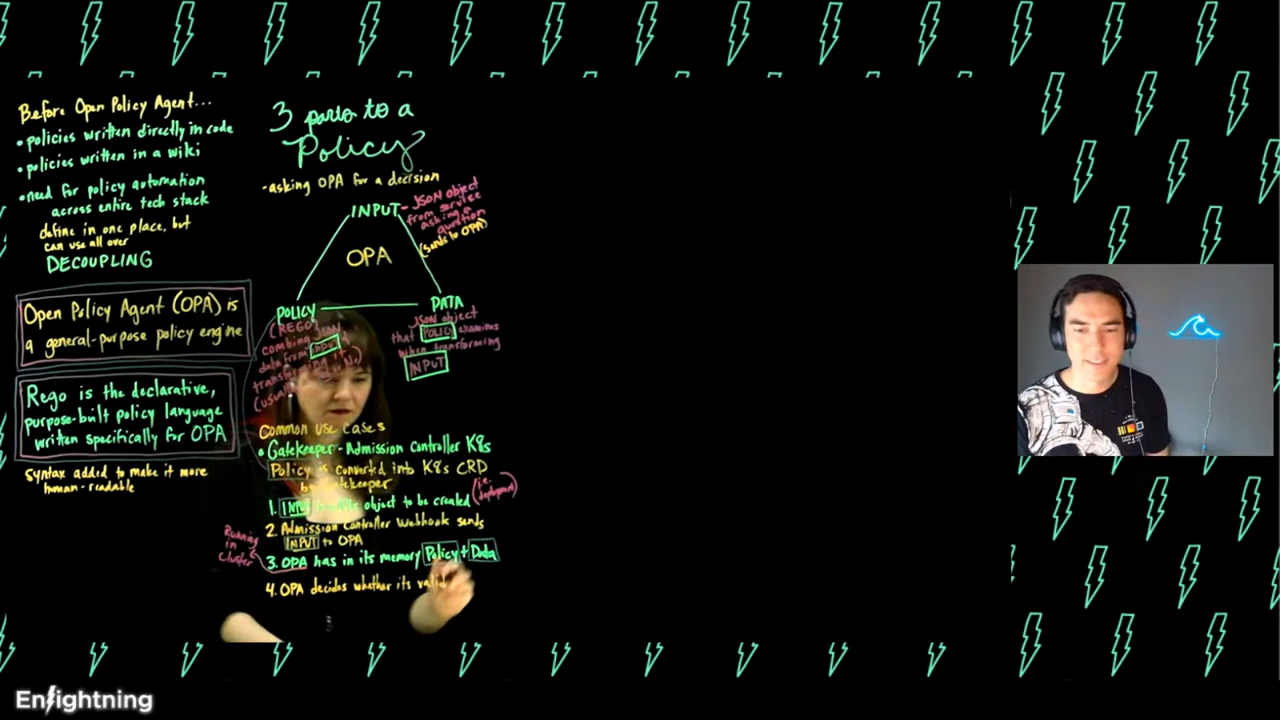 Before Open Policy Agent...
• policies written directly in code
• policies written in a wiki
• need for policy automation
across entire tech stack
define in one place, but
can use all over
DECOUPLING
Open Policy Agent (OPA) is
a general-purpose policy engine
Rego is the declarative,
purpose-built policy language
written specifically for OPA
Syntax added to make it more
human-readable
3 parts to a
Policy
- asking OPA for a decision
INPUT - JSON object
from service
asking a
question
(sends to OPA)
OPA
POLICY
DATA
(REGO)
combining JSON
data from INPUT
transforming
JSON object
that POLICY examines
when transforming
INPUT
Common use cases
• Gatekeeper - Admission Controller K8s
Policy is converted into K8s CRD
by Gatekeeper
1. INPUT object to be created (i.e. deployment)
2. Admission Controller Webhook sends
INPUT to OPA
3. OPA has in its memory Policy + Data
Running
in
cluster
4. OPA decides whether its valid
Enlightning